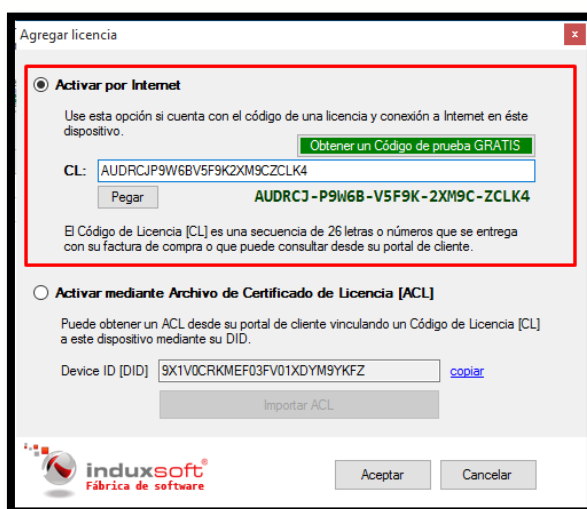 Agregar licencia
x
Activar por Internet
Use esta opción si cuenta con el código de una licencia y conexión a Internet en éste
dispositivo.
Obtener un Código de prueba GRATIS
CL: AUDRCJP9W6BV5F9K2XM9CZCLK4
Pegar AUDRCJ-P9W6B-V5F9K-2XM9C-ZCLK4
El Código de Licencia [CL] es una secuencia de 26 letras o números que se entrega
con su factura de compra o que puede consultar desde su portal de cliente.
Activar mediante Archivo de Certificado de Licencia [ACL]
Puede obtener un ACL desde su portal de cliente vinculando un Código de Licencia [CL]
a este dispositivo mediante su DID.
Device ID [DID] 9X1V0CRKMEF03FV01XDYM9YKFZ copiar
Importar ACL
induxsoft®
Fábrica de software
Aceptar Cancelar